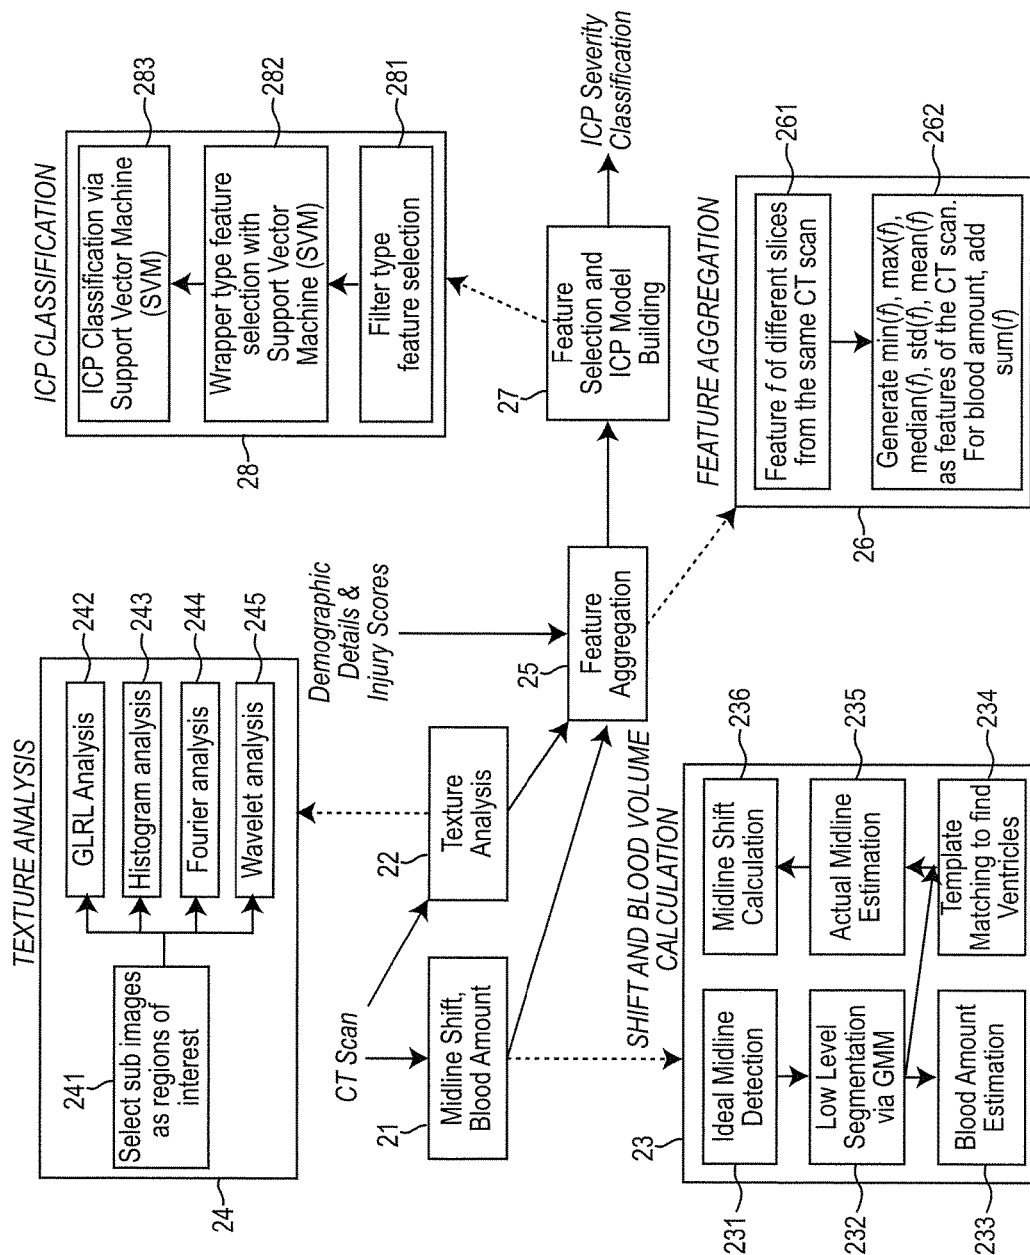 TEXTURE ANALYSIS
241
Select sub images
as regions of
interest
GLRL Analysis
242
Histogram analysis
243
Fourier analysis
244
Wavelet analysis
245
24
ICP CLASSIFICATION
ICP Classification via
Support Vector Machine
(SVM)
283
Wrapper type feature
selection with
Support Vector
Machine (SVM)
282
Filter type
feature selection
281
28
CT Scan
21
Midline Shift,
Blood Amount
22
Texture
Analysis
Demographic
Details &
Injury Scores
25
Feature
Aggregation
27
Feature
Selection and
ICP Model
Building
ICP Severity
Classification
SHIFT AND BLOOD VOLUME
CALCULATION
23
231
Ideal Midline
Detection
232
Low Level
Segmentation
via GMM
233
Blood Amount
Estimation
Midline Shift
Calculation
236
Actual Midline
Estimation
235
Template
Matching to find
Ventricles
234
FEATURE AGGREGATION
Feature f of different slices
from the same CT scan
261
Generate min(f), max(f),
median(f), std(f), mean(f)
as features of the CT scan.
For blood amount, add
sum(f)
262
26